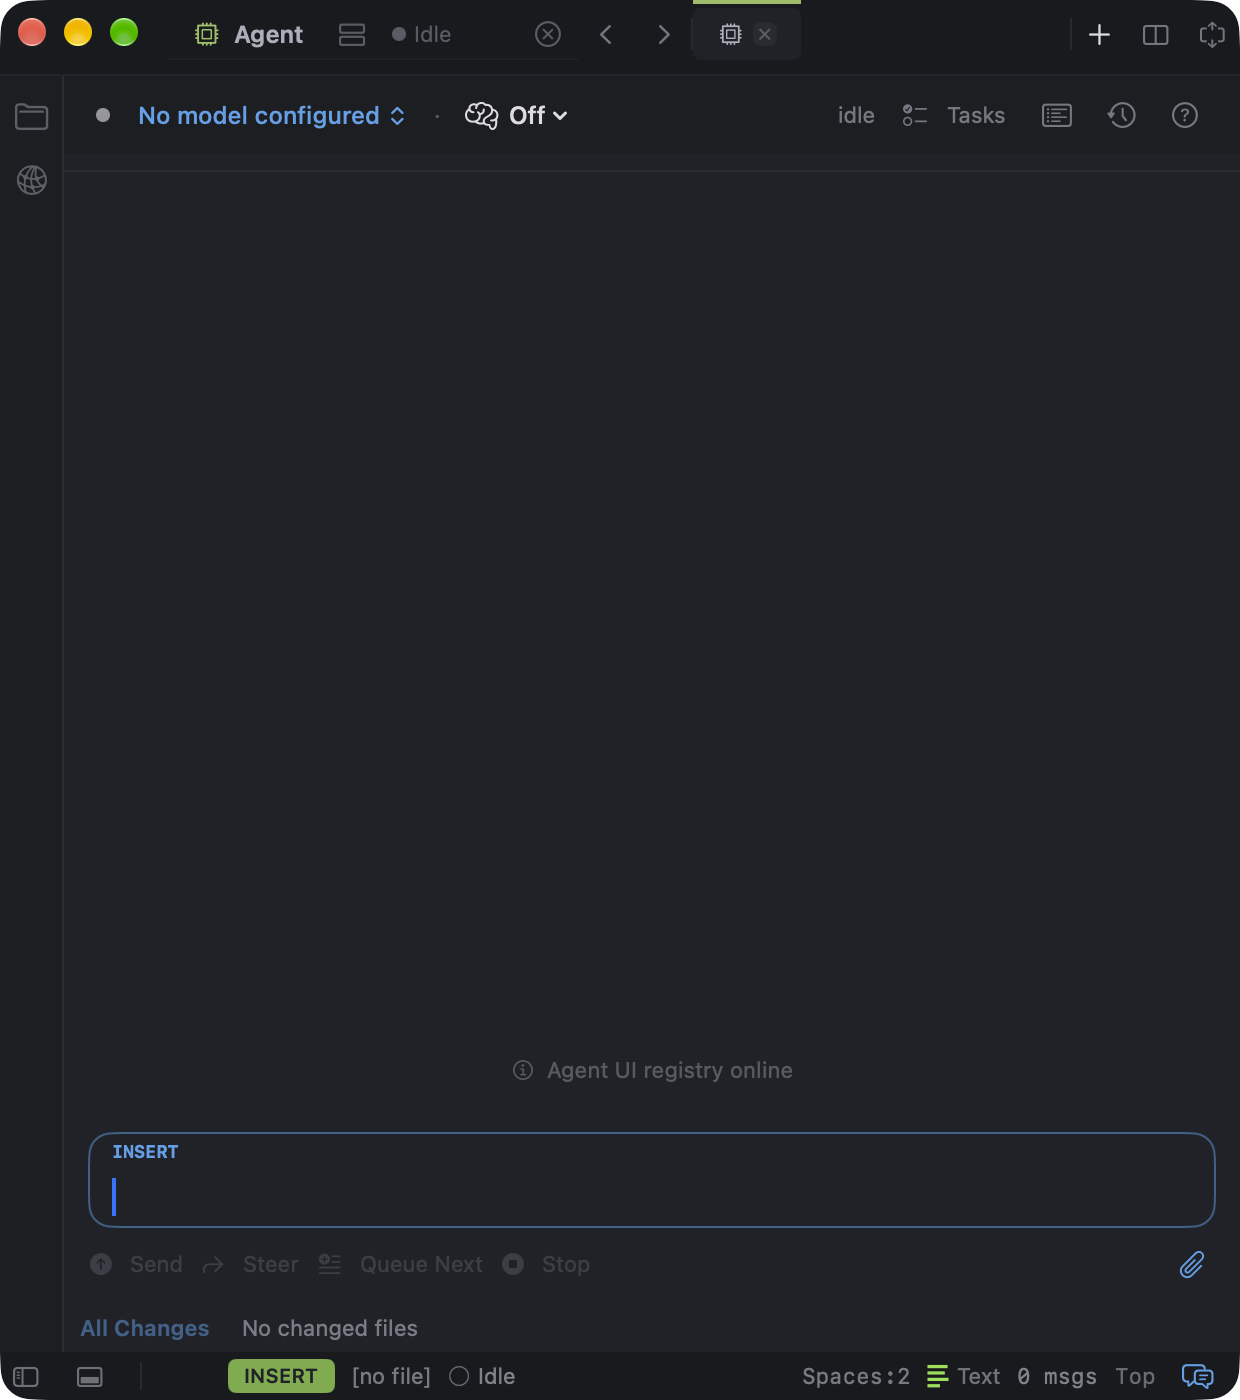 Agent Idle
No model configured · Off idle Tasks
Agent UI registry online
INSERT
Send Steer Queue Next Stop
All Changes No changed files
INSERT [no file] Idle Spaces:2 Text 0 msgs Top